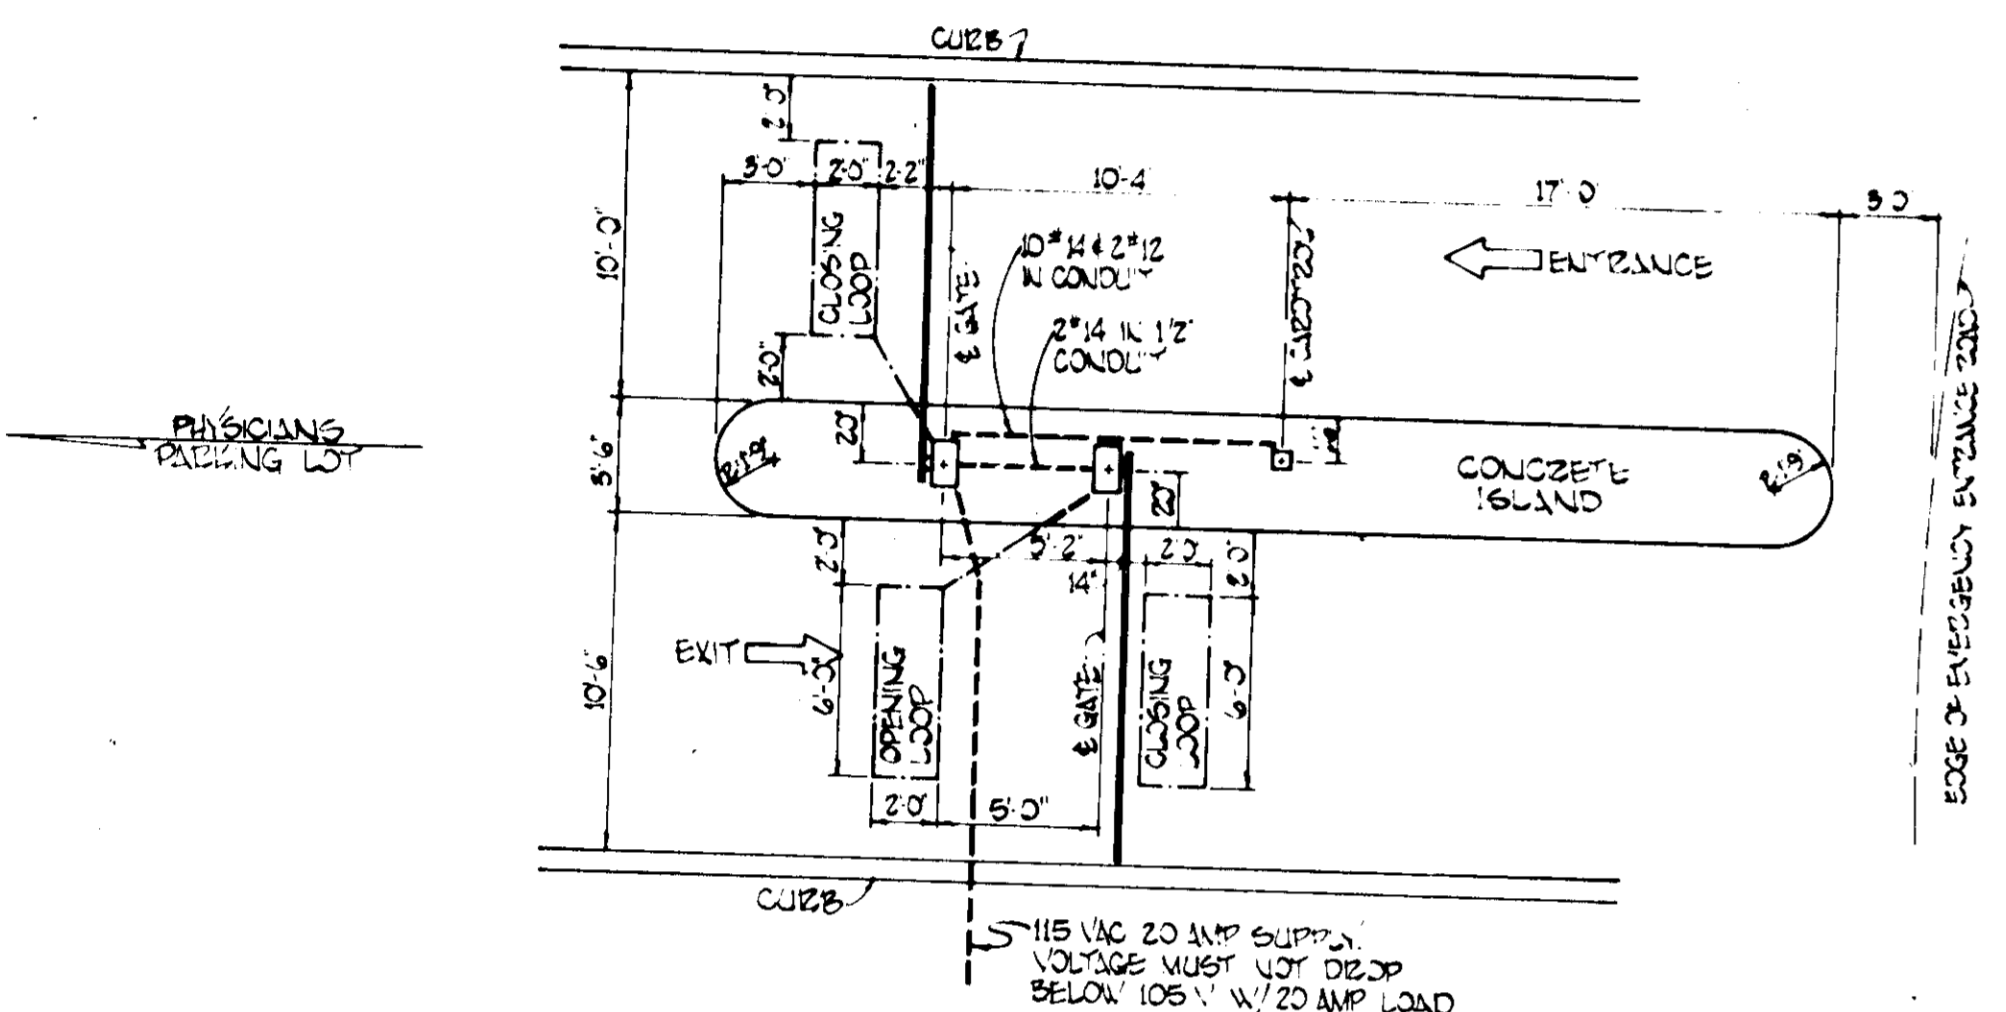 CURB
2'-0"
3'-0"
2'-0"
2'-2"
10'-4
17'-0
3'0
10'-0"
CLOSING
LOOP
10 #14 & 2 #12
IN CONDUIT
2 #14 IN 1/2"
CONDUIT
℄ GATE
← ENTRANCE
2'-0"
PHYSICIANS
PARKING LOT
3'-6"
R-1'-9"
2'0"
CONCRETE
ISLAND
R-1'9"
2'0"
5'-2"
14"
2'0"
2'-0"
2'-0"
EXIT
6'-0"
OPENING
LOOP
℄ GATE
CLOSING
LOOP
6'-0"
10'-6"
2'-0"
5'-0"
CURB
115 VAC 20 AMP SUPPLY.
VOLTAGE MUST NOT DROP
BELOW 105 V W/ 20 AMP LOAD
EDGE OF EMERGENCY ENTRANCE ROAD